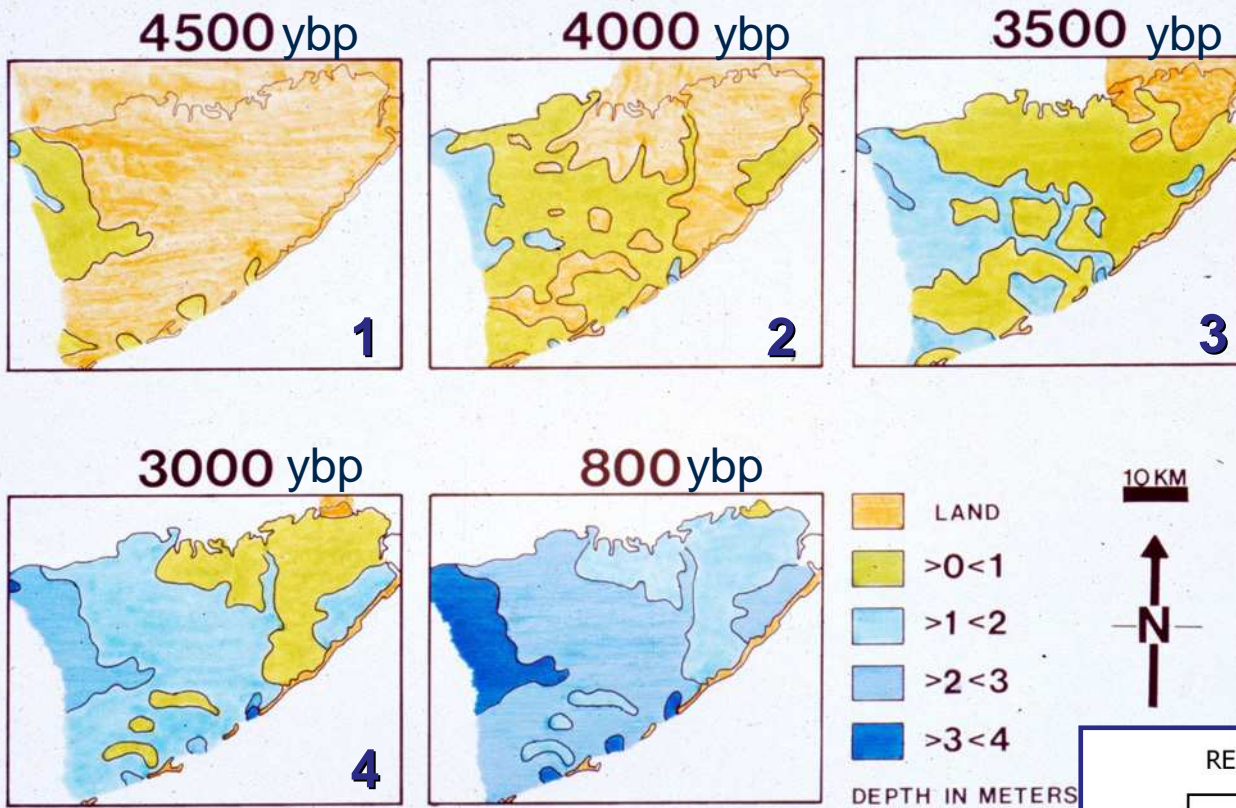 4500 ybp
4000 ybp
3500 ybp
1
2
3
3000 ybp
800 ybp
4
LAND
>0<1
>1<2
>2<3
>3<4
DEPTH IN METERS
10 KM
N
RE